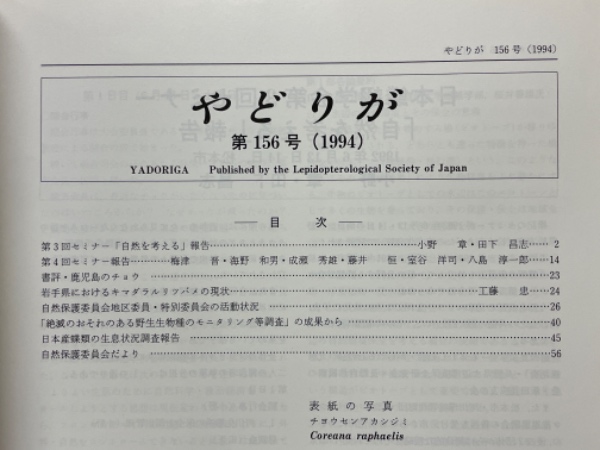 やどりが 156号(1994)
やどりが
第156号(1994)
YADORIGA Published by the Lepidopterological Society of Japan
目 次
第3回セミナー「自然を考える」報告……小野 章・田下 昌志……2
第4回セミナー報告……梅津 晋・海野 和男・成瀬 秀雄・藤井 恒・室谷 洋司・八島 淳一郎……14
書評・鹿児島のチョウ……23
岩手県におけるキマダラルリツバメの現状……工藤 忠……24
自然保護委員会地区委員・特別委員会の活動状況……26
「絶滅のおそれのある野生生物種のモニタリング等調査」の成果から……40
日本産蝶類の生息状況調査報告……45
自然保護委員会だより……56
表紙の写真
チョウセンアカシジミ
Coreana raphaelis